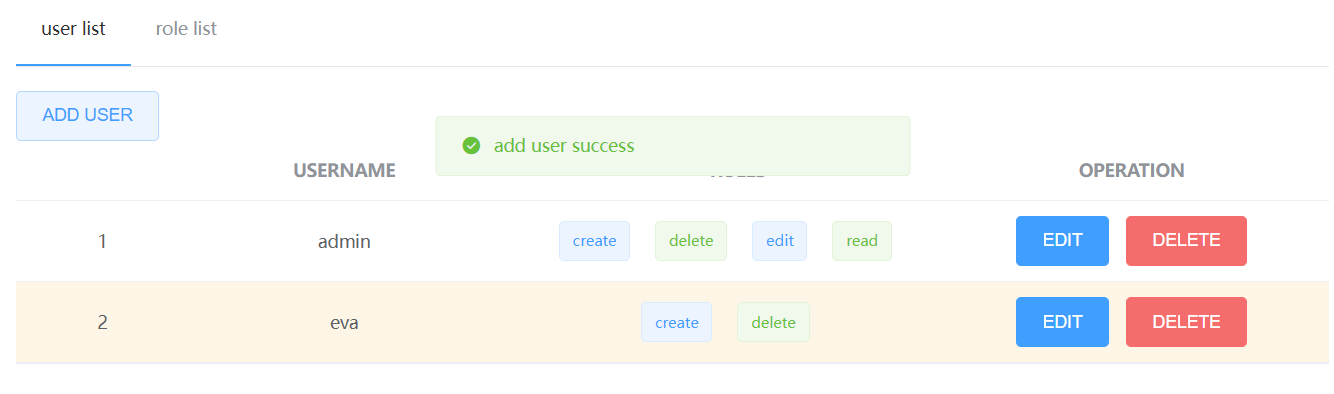 user list role list
ADD USER
add user success
USERNAME OPERATION
1 admin create delete edit read EDIT DELETE
2 eva create delete EDIT DELETE